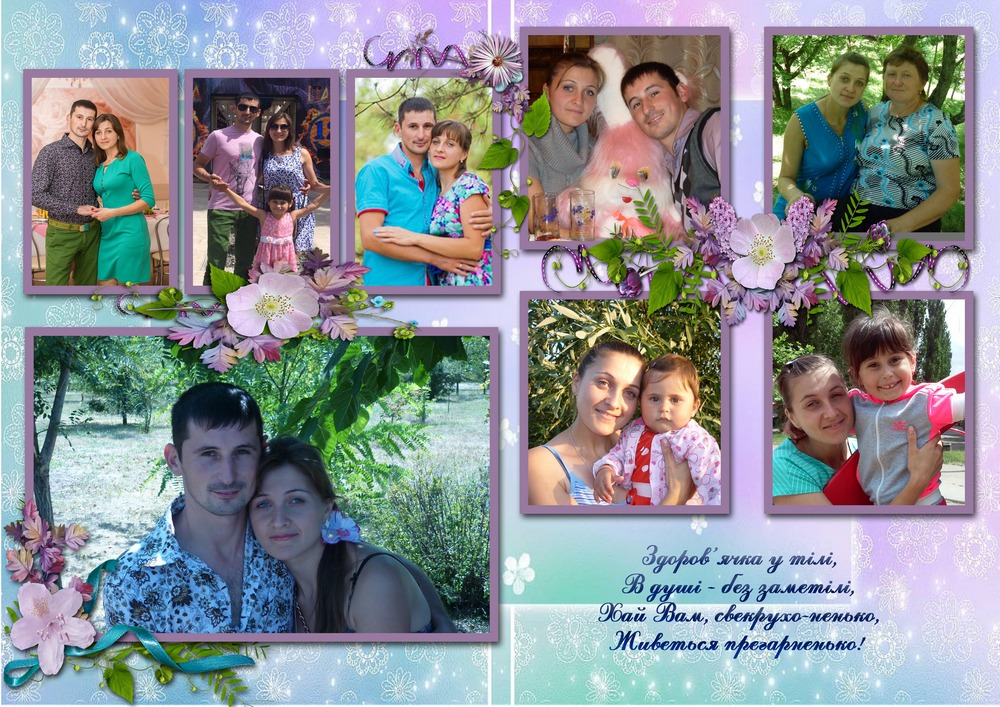 Здоров'ячка у тілі,
В душі - без заметілі,
Хай Вам, свекрухо-ненько,
Живеться прегарненько!